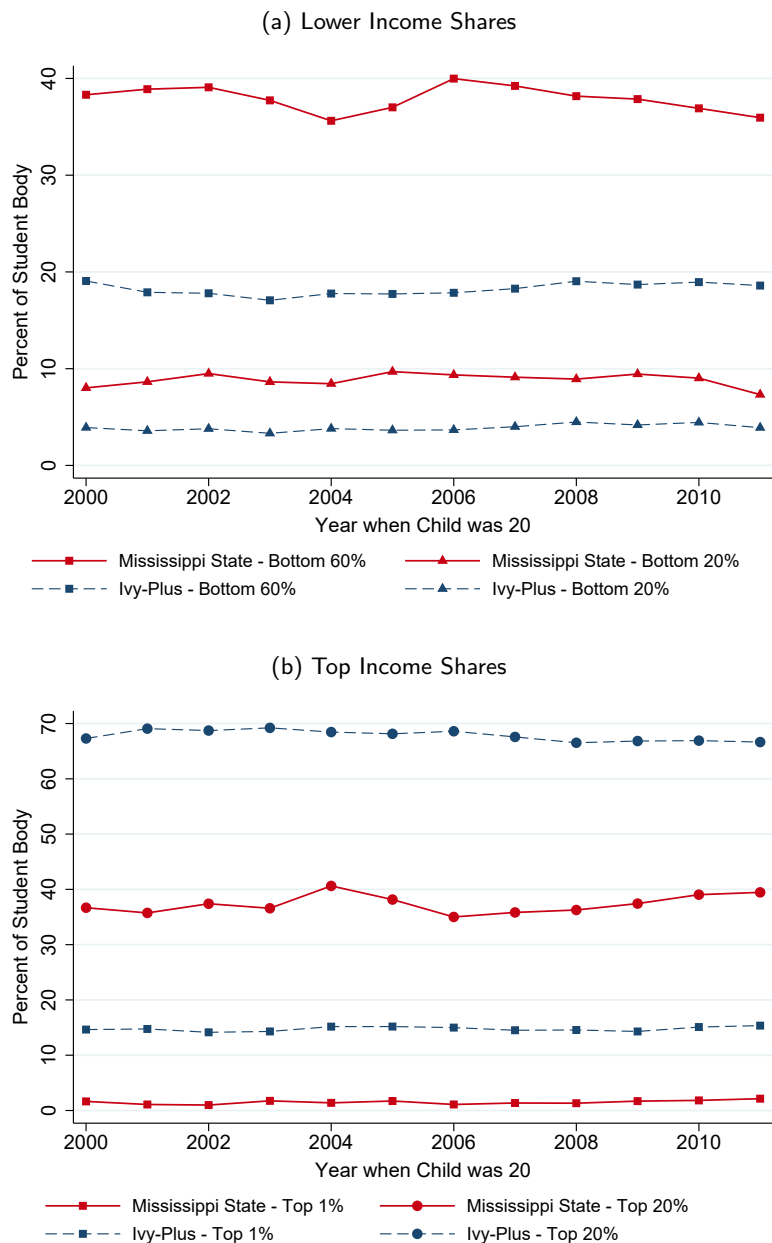 (a) Lower Income Shares
40
30
20
10
0
Percent of Student Body
2000 2002 2004 2006 2008 2010
Year when Child was 20
Mississippi State - Bottom 60% Mississippi State - Bottom 20%
Ivy-Plus - Bottom 60% Ivy-Plus - Bottom 20%
(b) Top Income Shares
70
60
50
40
30
20
10
0
Percent of Student Body
2000 2002 2004 2006 2008 2010
Year when Child was 20
Mississippi State - Top 1% Mississippi State - Top 20%
Ivy-Plus - Top 1% Ivy-Plus - Top 20%